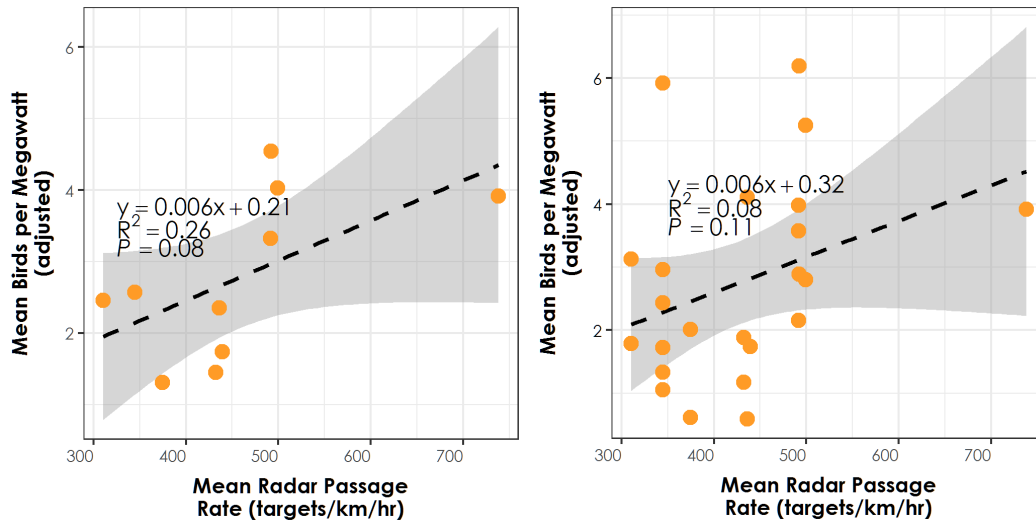 6
4
2
Mean Birds per Megawatt
(adjusted)
y = 0.006x + 0.21
R² = 0.26
P = 0.08
300
400
500
600
700
Mean Radar Passage
Rate (targets/km/hr)
6
4
2
Mean Birds per Megawatt
(adjusted)
y = 0.006x + 0.32
R² = 0.08
P = 0.11
300
400
500
600
700
Mean Radar Passage
Rate (targets/km/hr)